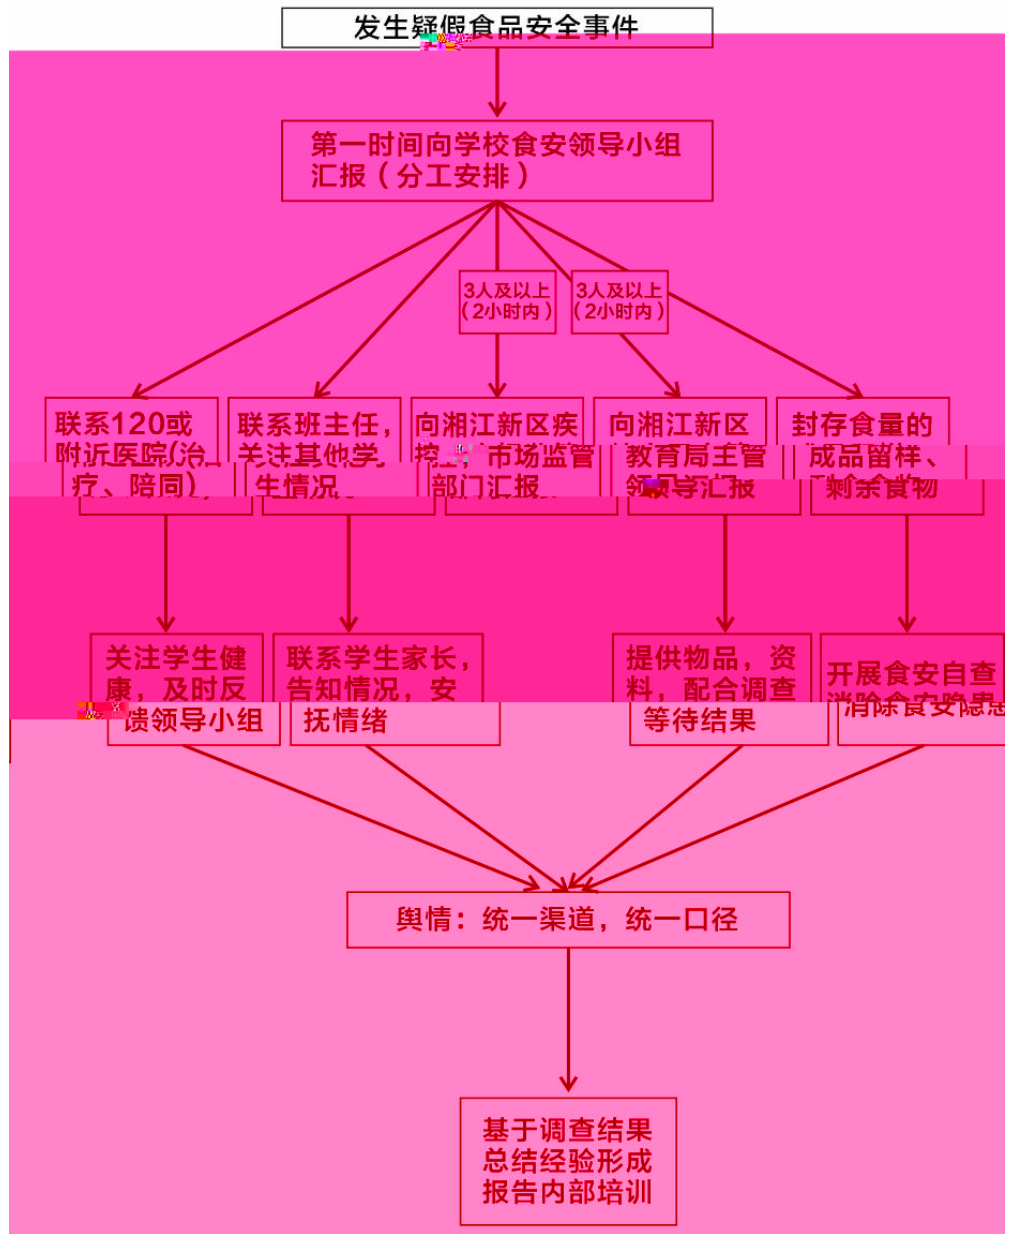 发生疑假食品安全事件
第一时间向学校食安领导小组
汇报（分工安排）
3人及以上
（2小时内）
3人及以上
（2小时内）
联系120或
附近医院(治
疗、陪同)
联系班主任，
关注其他学
生情况
向湘江新区疾
控 市场监管
部门汇报
向湘江新区
教育局主管
领导汇报
封存食量的
成品留样、
剩余食物
关注学生健
康，及时反
馈领导小组
联系学生家长，
告知情况，安
抚情绪
提供物品，资
料，配合调查
等待结果
开展食安自查
消除食安隐患
舆情：统一渠道，统一口径
基于调查结果
总结经验形成
报告内部培训